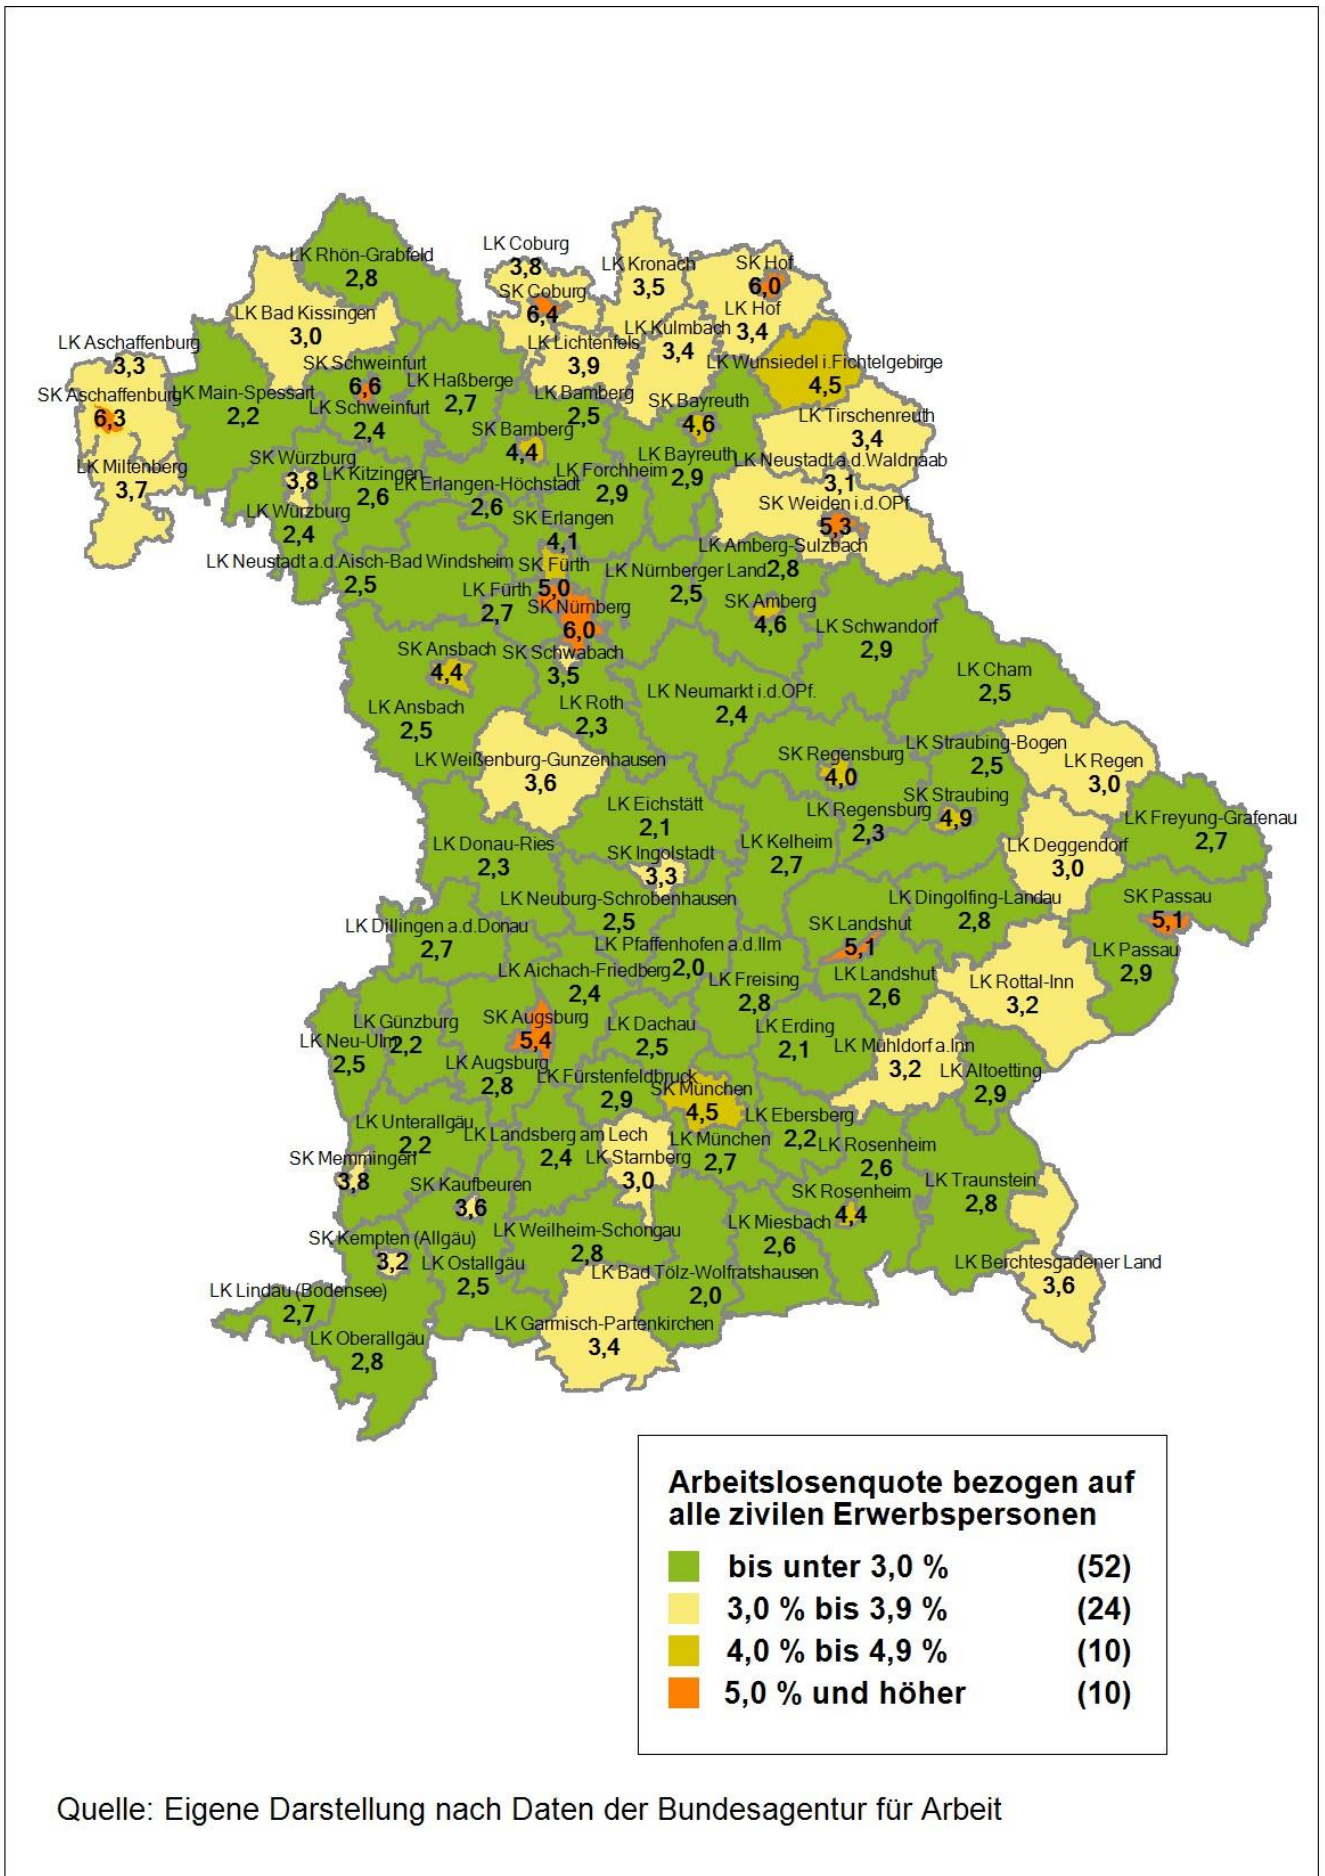 LK Rhön-Grabfeld
2,8
LK Coburg
3,8
SK Coburg
6,4
LK Kronach
3,5
SK Hof
6,0
LK Hof
3,4
LK Bad Kissingen
3,0
LK Lichtenfels
3,9
LK Kulmbach
3,4
LK Wunsiedel i.Fichtelgebirge
4,5
LK Aschaffenburg
3,3
SK Aschaffenburg
6,3
LK Main-Spessart
2,2
SK Schweinfurt
6,6
LK Schweinfurt
2,4
LK Haßberge
2,7
LK Bamberg
2,5
SK Bamberg
4,4
SK Bayreuth
4,6
LK Bayreuth
2,9
LK Tirschenreuth
3,4
LK Neustadt a.d.Waldnaab
3,1
SK Weiden i.d.OPf.
5,3
LK Miltenberg
3,7
SK Würzburg
3,8
LK Würzburg
2,4
LK Kitzingen
2,6
LK Erlangen-Höchstadt
2,6
LK Forchheim
2,9
SK Erlangen
4,1
LK Neustadt a.d.Aisch-Bad Windsheim
2,5
SK Fürth
5,0
LK Fürth
2,7
SK Nürnberg
6,0
LK Nürnberger Land
2,5
LK Amberg-Sulzbach
2,8
SK Amberg
4,6
LK Schwandorf
2,9
SK Ansbach
4,4
SK Schwabach
3,5
LK Ansbach
2,5
LK Roth
2,3
LK Neumarkt i.d.OPf.
2,4
LK Cham
2,5
LK Weißenburg-Gunzenhausen
3,6
SK Regensburg
4,0
LK Regensburg
2,3
LK Straubing-Bogen
2,5
SK Straubing
4,9
LK Regen
3,0
LK Freyung-Grafenau
2,7
LK Deggendorf
3,0
LK Eichstätt
2,1
LK Donau-Ries
2,3
SK Ingolstadt
3,3
LK Kelheim
2,7
LK Neuburg-Schrobenhausen
2,5
LK Dingolfing-Landau
2,8
SK Passau
5,1
LK Passau
2,9
LK Dillingen a.d.Donau
2,7
LK Pfaffenhofen a.d.Ilm
2,0
SK Landshut
5,1
LK Landshut
2,6
LK Rottal-Inn
3,2
LK Aichach-Friedberg
2,4
LK Freising
2,8
LK Günzburg
2,2
LK Neu-Ulm
2,5
SK Augsburg
5,4
LK Augsburg
2,8
LK Dachau
2,5
LK Erding
2,1
LK Mühldorf a.Inn
3,2
LK Altoetting
2,9
LK Fürstenfeldbruck
2,9
SK München
4,5
LK München
2,7
LK Ebersberg
2,2
LK Unterallgäu
2,2
LK Landsberg am Lech
2,4
LK Starnberg
3,0
LK Rosenheim
2,6
SK Rosenheim
4,4
LK Traunstein
2,8
SK Memmingen
3,8
SK Kaufbeuren
3,6
LK Weilheim-Schongau
2,8
LK Miesbach
2,6
SK Kempten (Allgäu)
3,2
LK Ostallgäu
2,5
LK Bad Tölz-Wolfratshausen
2,0
LK Berchtesgadener Land
3,6
LK Lindau (Bodensee)
2,7
LK Oberallgäu
2,8
LK Garmisch-Partenkirchen
3,4
Arbeitslosenquote bezogen auf
alle zivilen Erwerbspersonen
bis unter 3,0 % (52)
3,0 % bis 3,9 % (24)
4,0 % bis 4,9 % (10)
5,0 % und höher (10)
Quelle: Eigene Darstellung nach Daten der Bundesagentur für Arbeit